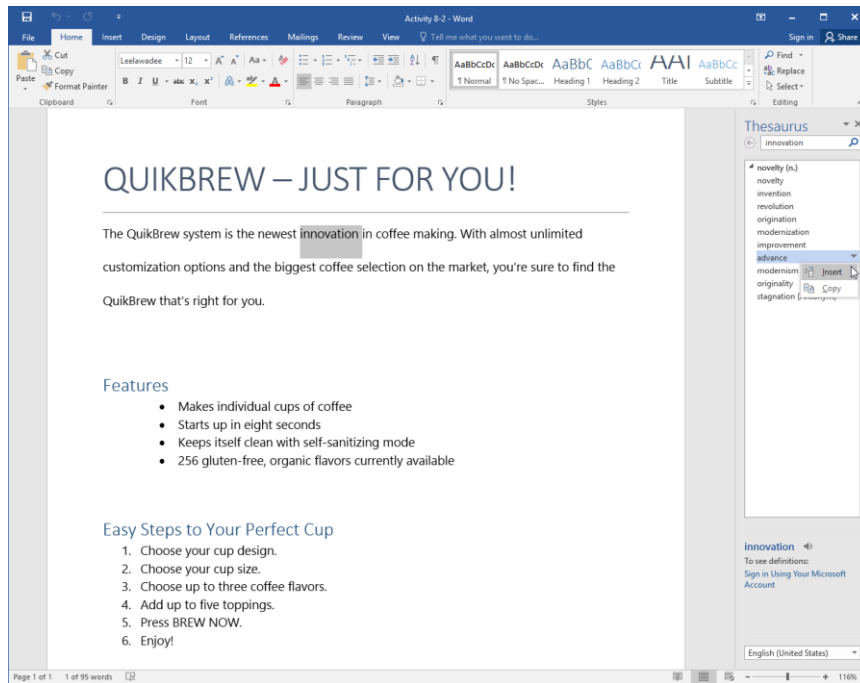 Activity 8-2 - Word
File Home Insert Design Layout References Mailings Review View Tell me what you want to do... Sign in Share
Paste
Cut
Copy
Format Painter
Clipboard
Leelawadee 12
Font
Paragraph
AaBbCcDc AaBbCcDc AaBbC AaBbCc AAI AaBbCc
¶ Normal ¶ No Spac... Heading 1 Heading 2 Title Subtitle
Styles
Find
Replace
Select
Editing
QUIKBREW – JUST FOR YOU!
The QuikBrew system is the newest innovation in coffee making. With almost unlimited
customization options and the biggest coffee selection on the market, you're sure to find the
QuikBrew that's right for you.
Features
• Makes individual cups of coffee
• Starts up in eight seconds
• Keeps itself clean with self-sanitizing mode
• 256 gluten-free, organic flavors currently available
Easy Steps to Your Perfect Cup
1. Choose your cup design.
2. Choose your cup size.
3. Choose up to three coffee flavors.
4. Add up to five toppings.
5. Press BREW NOW.
6. Enjoy!
Thesaurus
innovation
novelty (n.)
novelty
invention
revolution
origination
modernization
improvement
advance
modernism
originality
stagnation
Insert
Copy
innovation
To see definitions:
Sign in Using Your Microsoft
Account
English (United States)
Page 1 of 1 1 of 95 words 116%